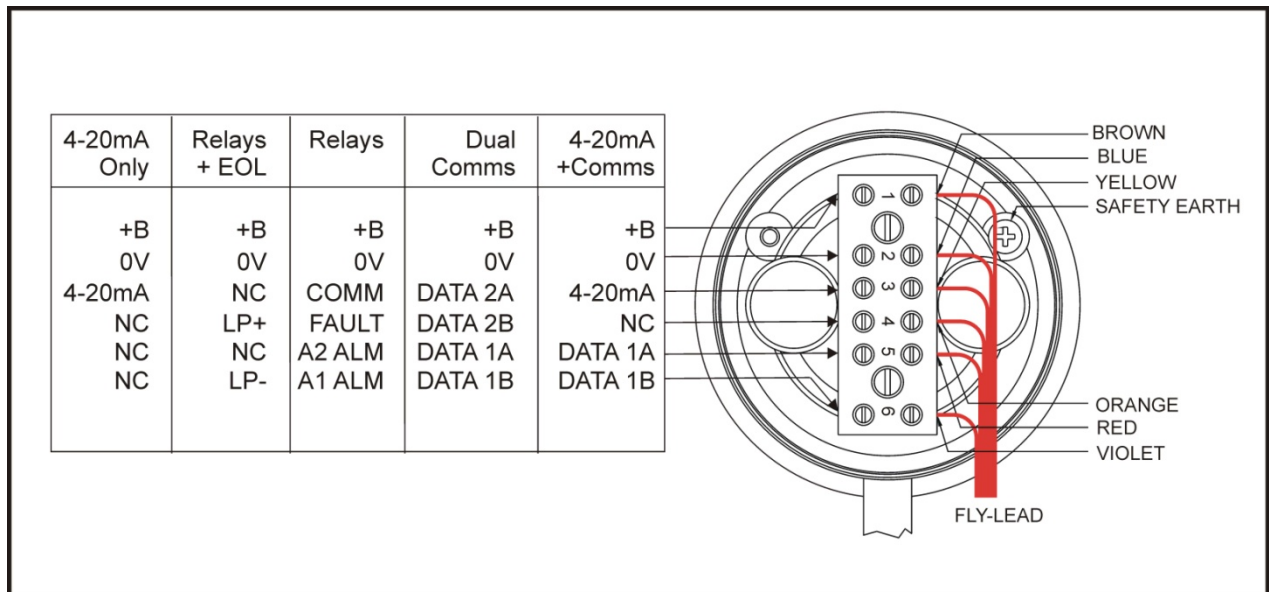 4-20mA Only Relays + EOL Relays Dual Comms 4-20mA +Comms
+B +B +B +B +B
0V 0V 0V 0V 0V
4-20mA NC COMM DATA 2A 4-20mA
NC LP+ FAULT DATA 2B NC
NC NC A2 ALM DATA 1A DATA 1A
NC LP- A1 ALM DATA 1B DATA 1B
1
2
3
4
5
6
BROWN
BLUE
YELLOW
SAFETY EARTH
ORANGE
RED
VIOLET
FLY-LEAD